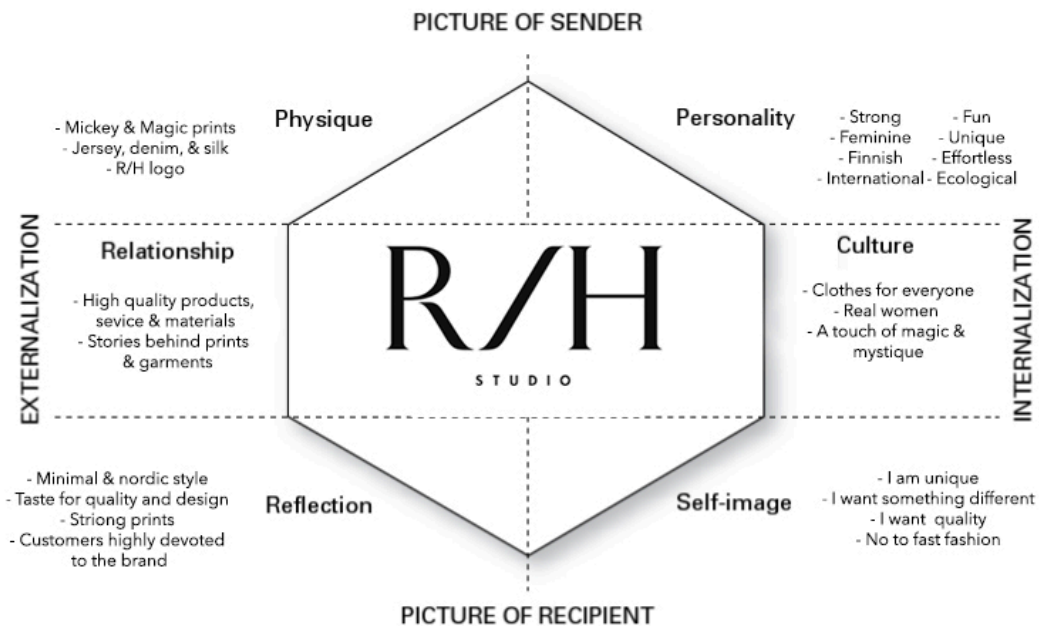 PICTURE OF SENDER
Physique
- Mickey & Magic prints
- Jersey, denim, & silk
- R/H logo
Personality
- Strong - Fun
- Feminine - Unique
- Finnish - Effortless
- International - Ecological
EXTERNALIZATION
Relationship
- High quality products,
sevice & materials
- Stories behind prints
& garments
R/H
STUDIO
Culture
- Clothes for everyone
- Real women
- A touch of magic &
mystique
INTERNALIZATION
- Minimal & nordic style
- Taste for quality and design
- Striong prints
- Customers highly devoted
to the brand
Reflection
Self-image
- I am unique
- I want something different
- I want quality
- No to fast fashion
PICTURE OF RECIPIENT